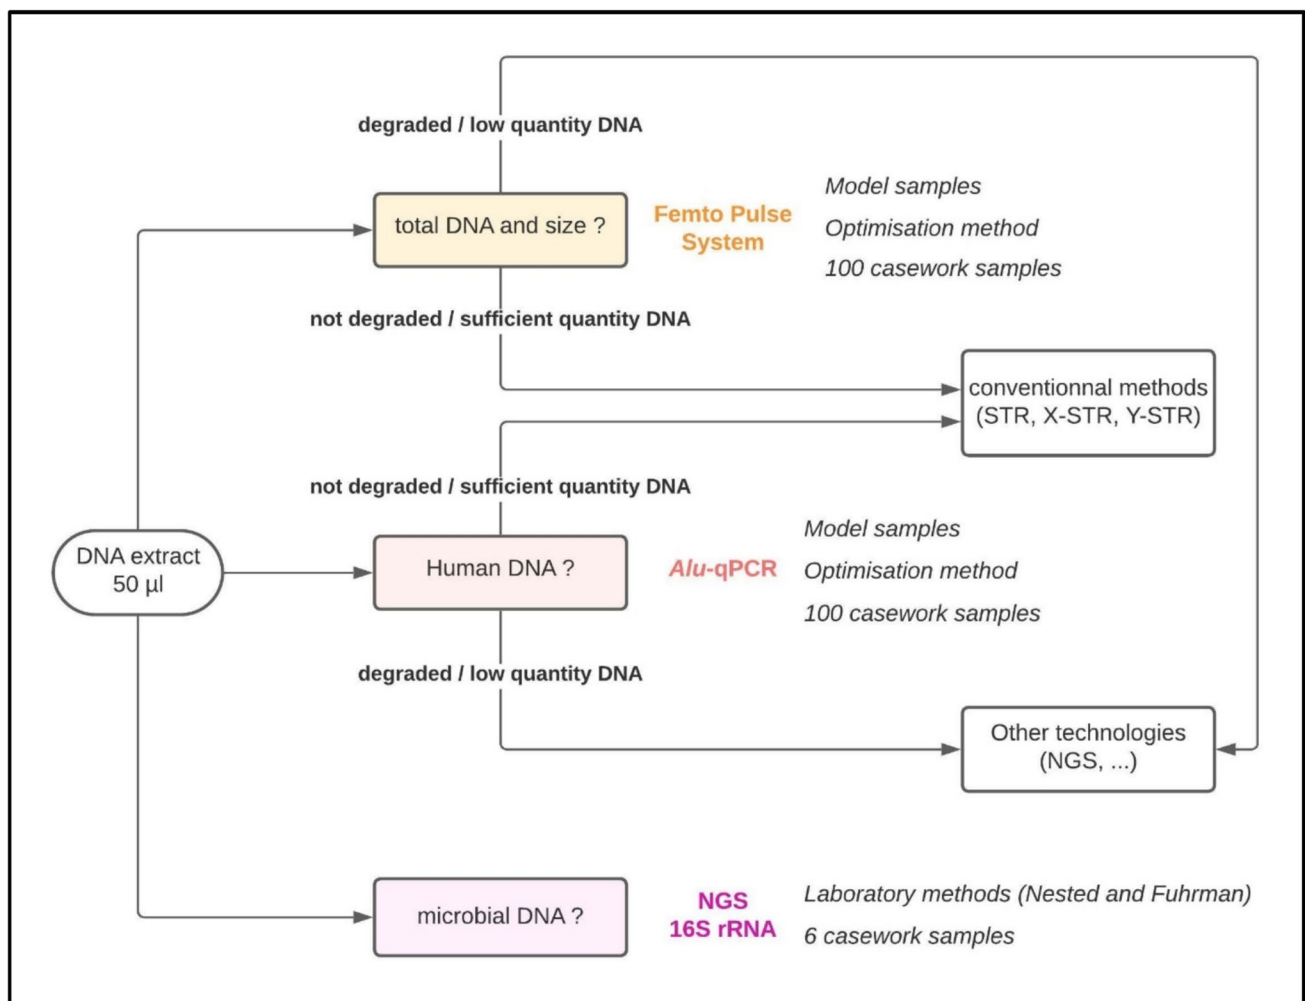 degraded / low quantity DNA
total DNA and size ?
Femto Pulse
System
Model samples
Optimisation method
100 casework samples
not degraded / sufficient quantity DNA
conventionnal methods
(STR, X-STR, Y-STR)
not degraded / sufficient quantity DNA
DNA extract
50 µl
Human DNA ?
Alu-qPCR
Model samples
Optimisation method
100 casework samples
degraded / low quantity DNA
Other technologies
(NGS, ...)
microbial DNA ?
NGS
16S rRNA
Laboratory methods (Nested and Fuhrman)
6 casework samples